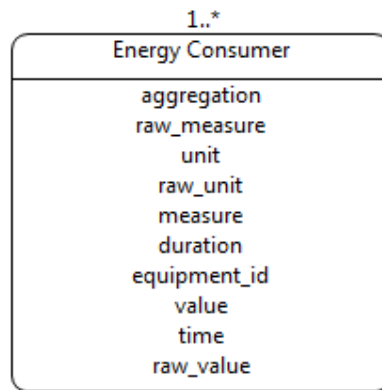 1..*
Energy Consumer
aggregation
raw_measure
unit
raw_unit
measure
duration
equipment_id
value
time
raw_value